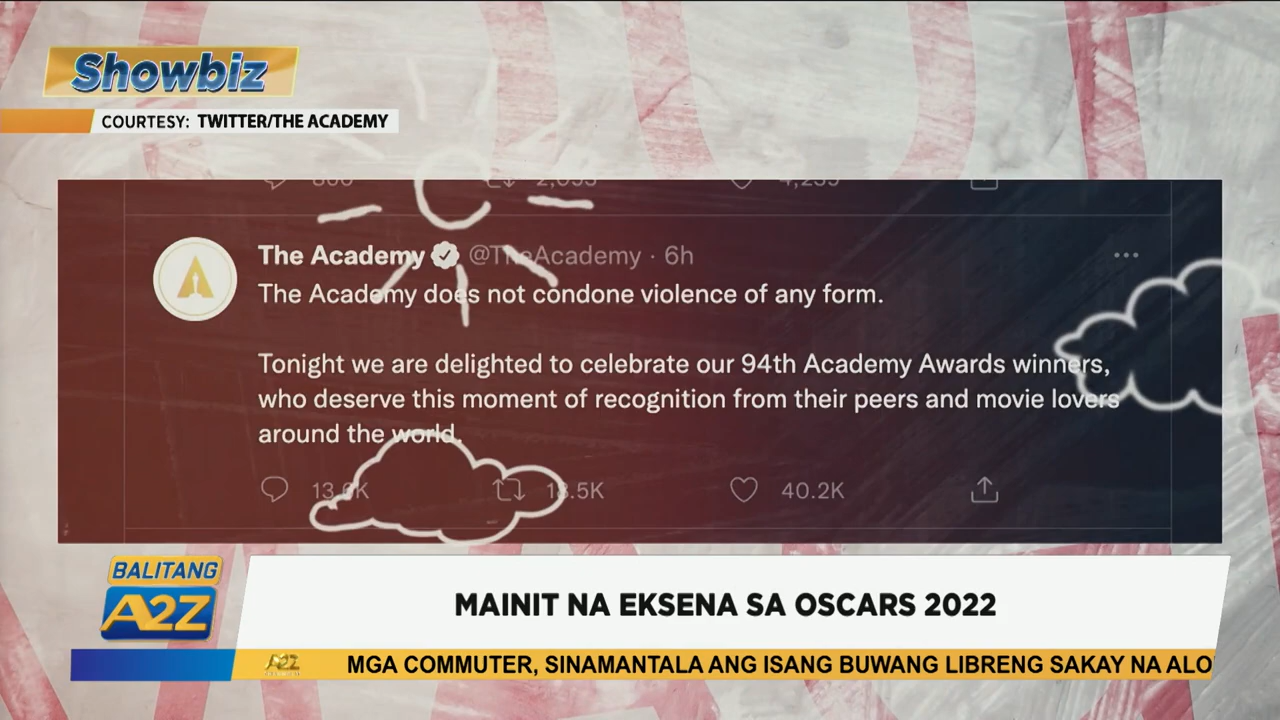 Showbiz
COURTESY: TWITTER/THE ACADEMY
The Academy @TheAcademy · 6h
The Academy does not condone violence of any form.
Tonight we are delighted to celebrate our 94th Academy Awards winners,
who deserve this moment of recognition from their peers and movie lovers
around the world.
40.2K
BALITANG
A2Z
MAINIT NA EKSENA SA OSCARS 2022
A2Z
MGA COMMUTER, SINAMANTALA ANG ISANG BUWANG LIBRENG SAKAY NA ALO